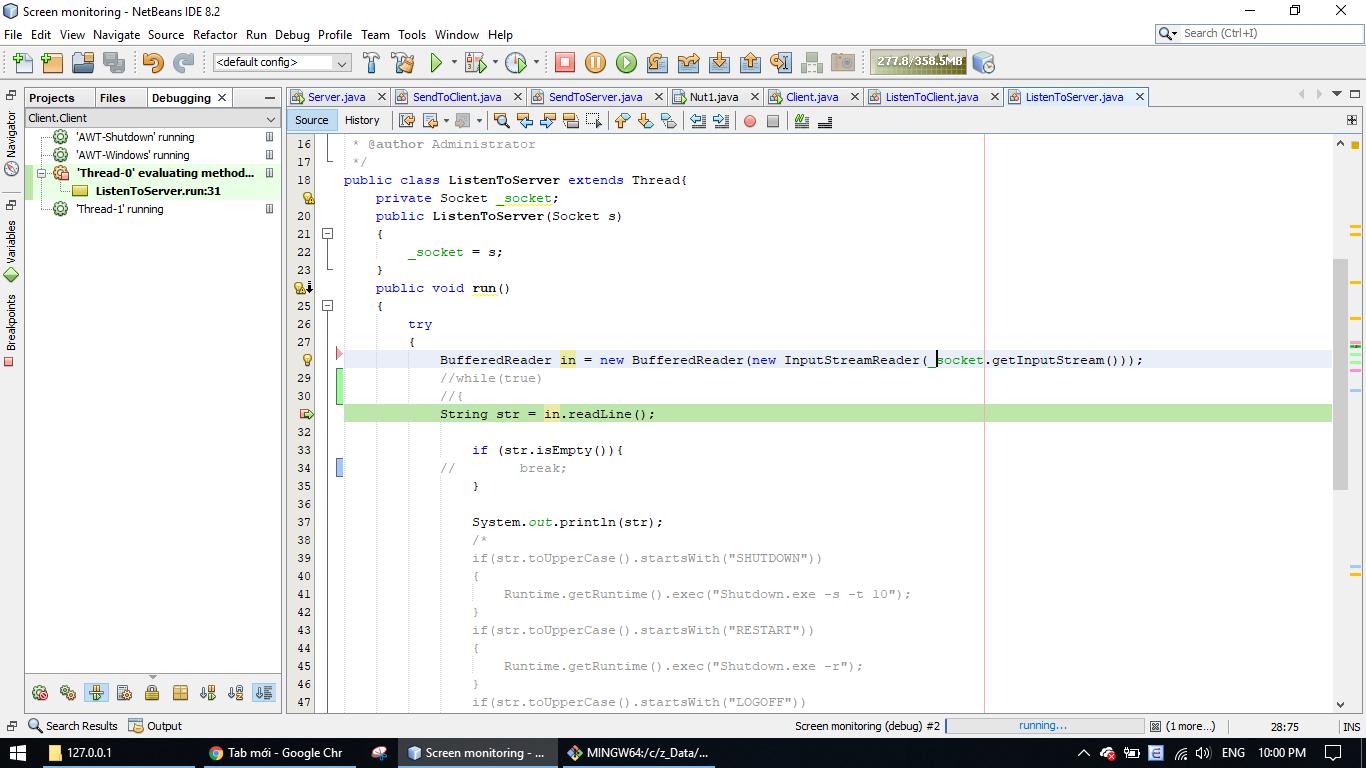 Screen monitoring - NetBeans IDE 8.2
File Edit View Navigate Source Refactor Run Debug Profile Team Tools Window Help
Search (Ctrl+I)
<default config>
277.8/358.5MB
Projects Files Debugging
Server.java SendToClient.java SendToServer.java Nut1.java Client.java ListenToClient.java ListenToServer.java
Client.Client
Source History
Navigator
Variables
Breakpoints
'AWT-Shutdown' running
'AWT-Windows' running
'Thread-0' evaluating method...
ListenToServer.run:31
'Thread-1' running
16 * @author Administrator
17 */
18 public class ListenToServer extends Thread{
private Socket _socket;
20 public ListenToServer(Socket s)
21 {
22 _socket = s;
23 }
public void run()
25 {
26 try
27 {
BufferedReader in = new BufferedReader(new InputStreamReader(_socket.getInputStream()));
29 //while(true)
30 //{
String str = in.readLine();
32
33 if (str.isEmpty()){
34 // break;
35 }
36
37 System.out.println(str);
38 /*
39 if(str.toUpperCase().startsWith("SHUTDOWN"))
40 {
41 Runtime.getRuntime().exec("Shutdown.exe -s -t 10");
42 }
43 if(str.toUpperCase().startsWith("RESTART"))
44 {
45 Runtime.getRuntime().exec("Shutdown.exe -r");
46 }
47 if(str.toUpperCase().startsWith("LOGOFF"))
Search Results Output
Screen monitoring (debug) #2 running... (1 more...) 28:75 INS
127.0.0.1 Tab mới - Google Chr Screen monitoring - ... MINGW64:/c/z_Data/... ENG 10:00 PM